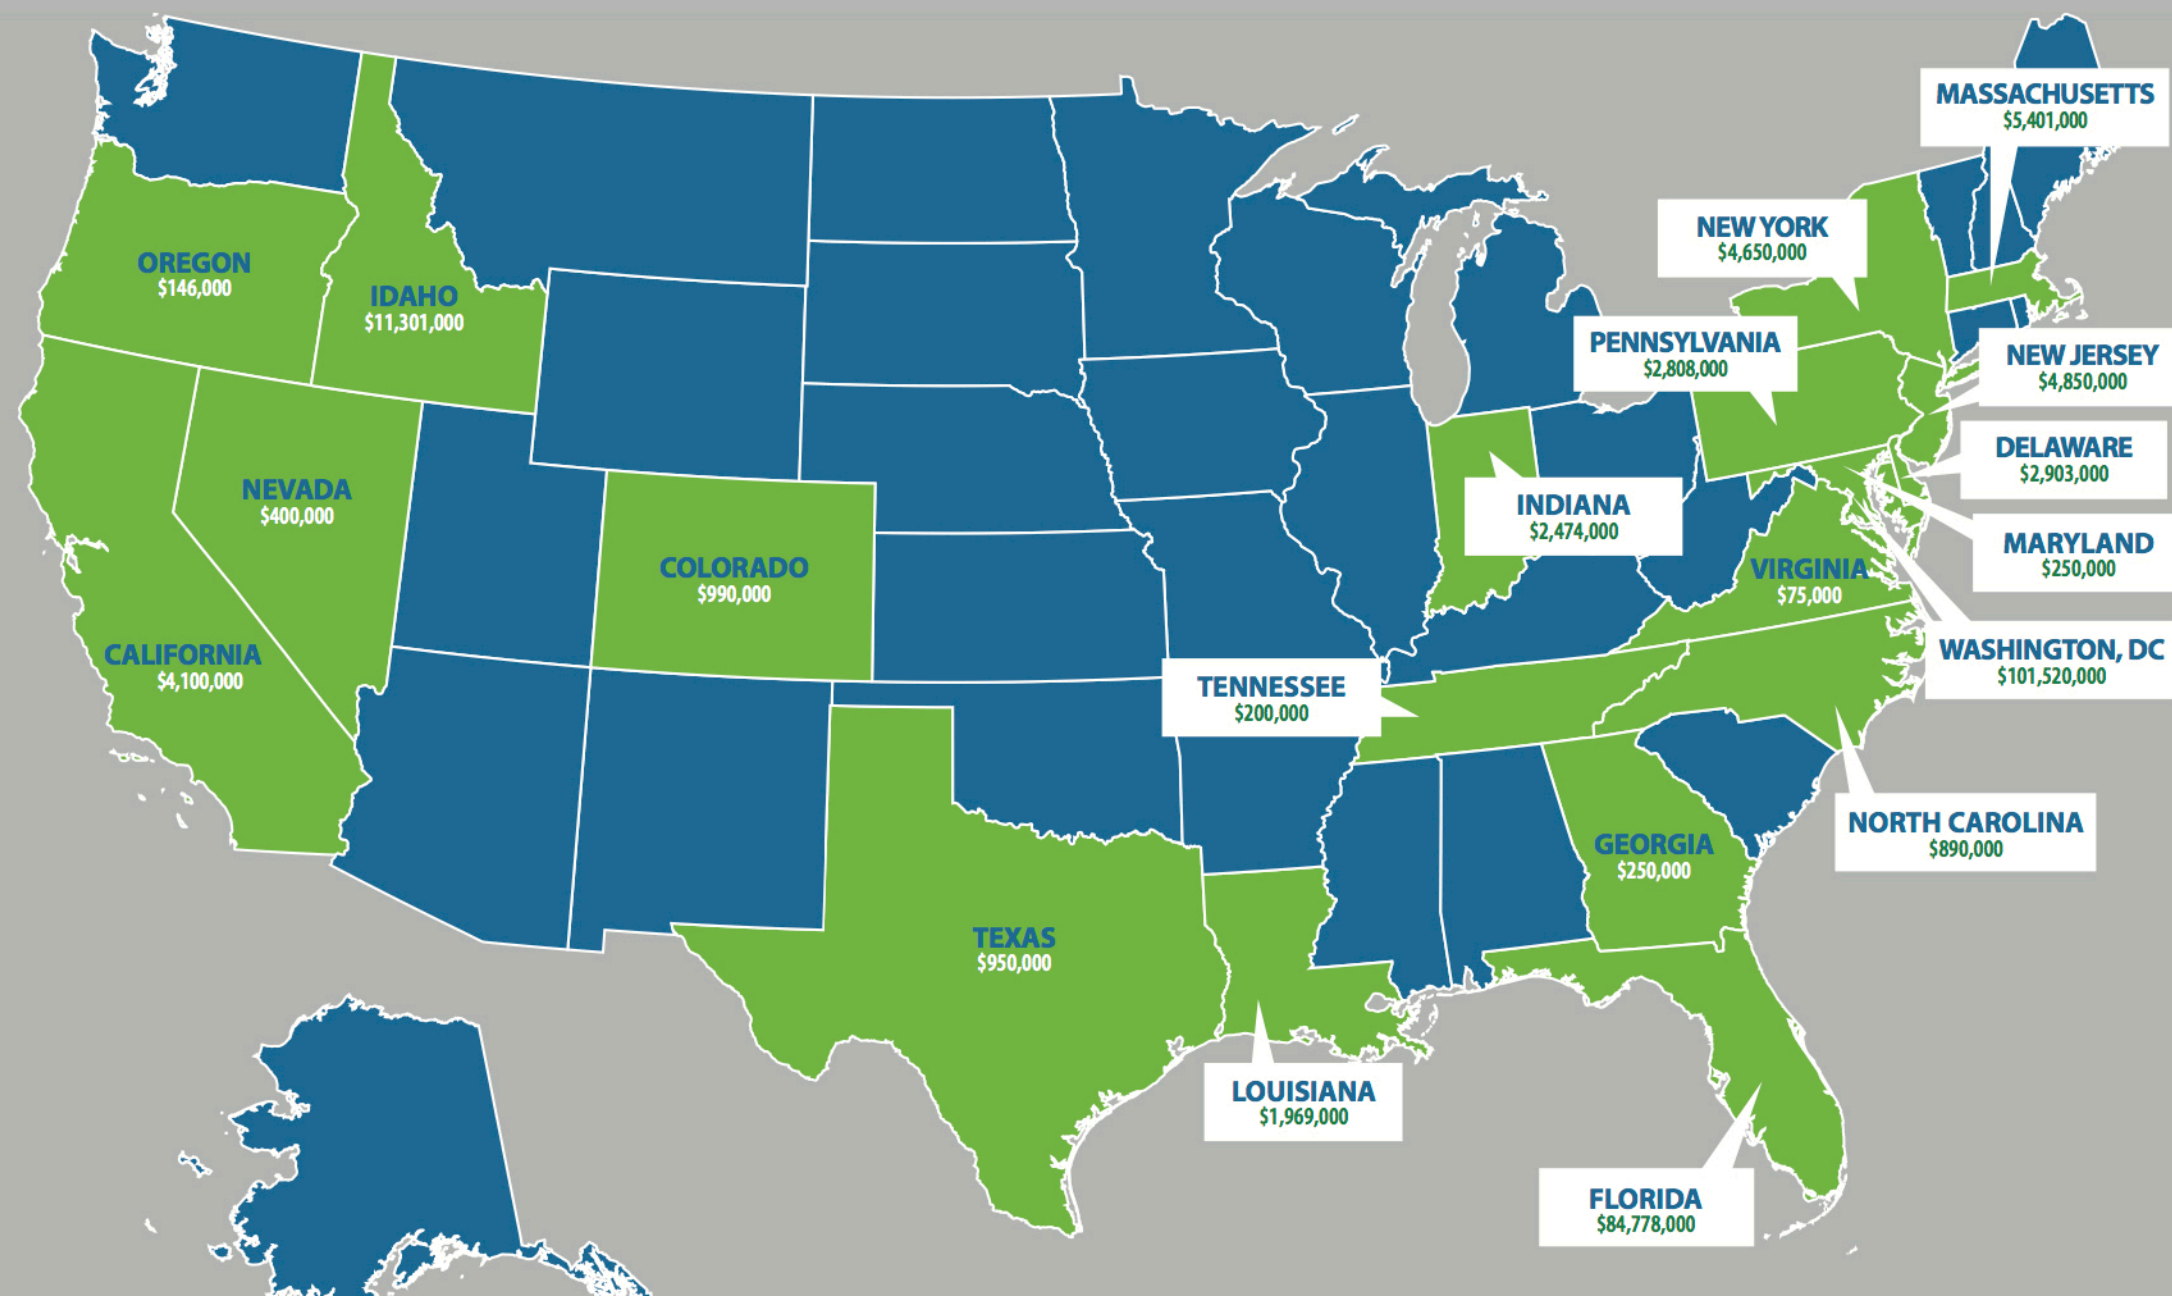 MASSACHUSETTS
$5,401,000
NEW YORK
$4,650,000
OREGON
$146,000
IDAHO
$11,301,000
PENNSYLVANIA
$2,808,000
NEW JERSEY
$4,850,000
DELAWARE
$2,903,000
NEVADA
$400,000
INDIANA
$2,474,000
MARYLAND
$250,000
COLORADO
$990,000
VIRGINIA
$75,000
CALIFORNIA
$4,100,000
WASHINGTON, DC
$101,520,000
TENNESSEE
$200,000
NORTH CAROLINA
$890,000
GEORGIA
$250,000
TEXAS
$950,000
LOUISIANA
$1,969,000
FLORIDA
$84,778,000